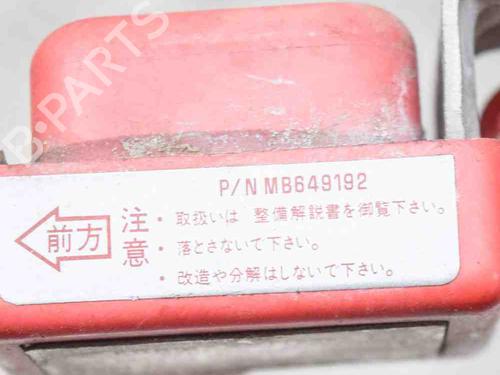 B-PARTS
P/N MB649192
前方
注意
・取扱いは 整備解説書を御覧下さい。
・落とさないで下さい。
・改造や分解はしないて下さい。